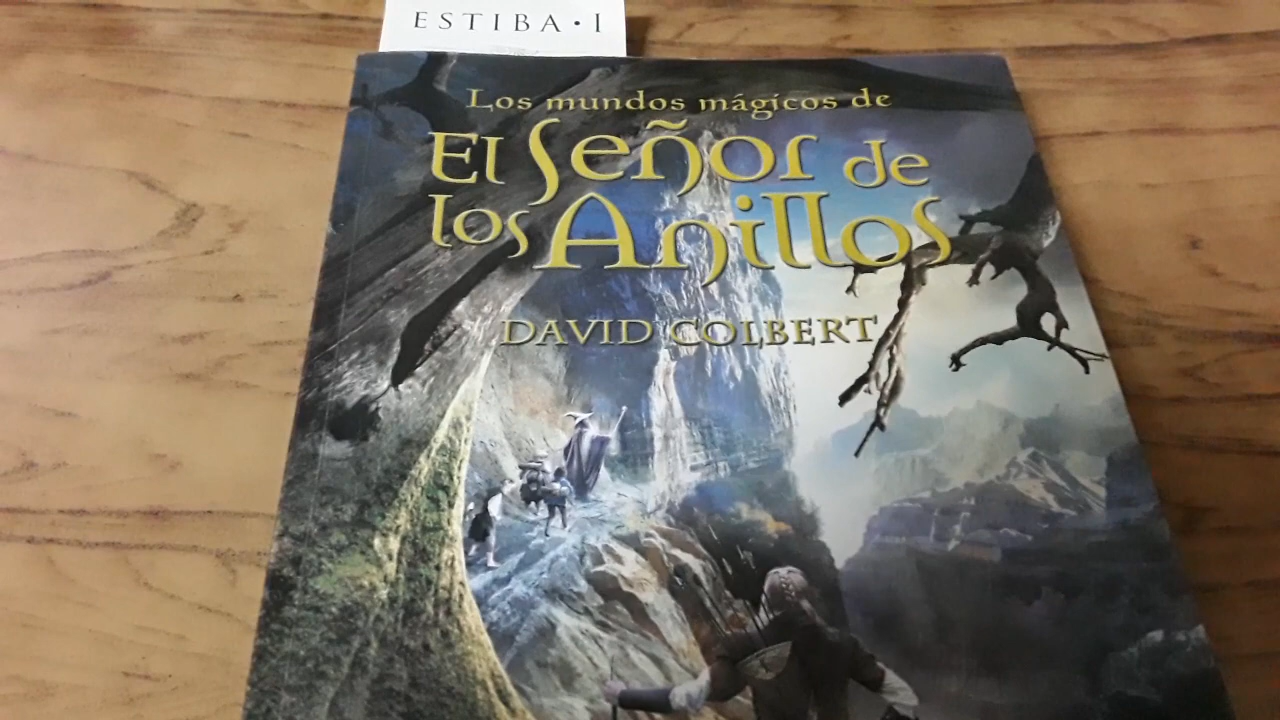 ESTIBA • I
Los mundos mágicos de
El Señor de
los Anillos
DAVID COLBERT